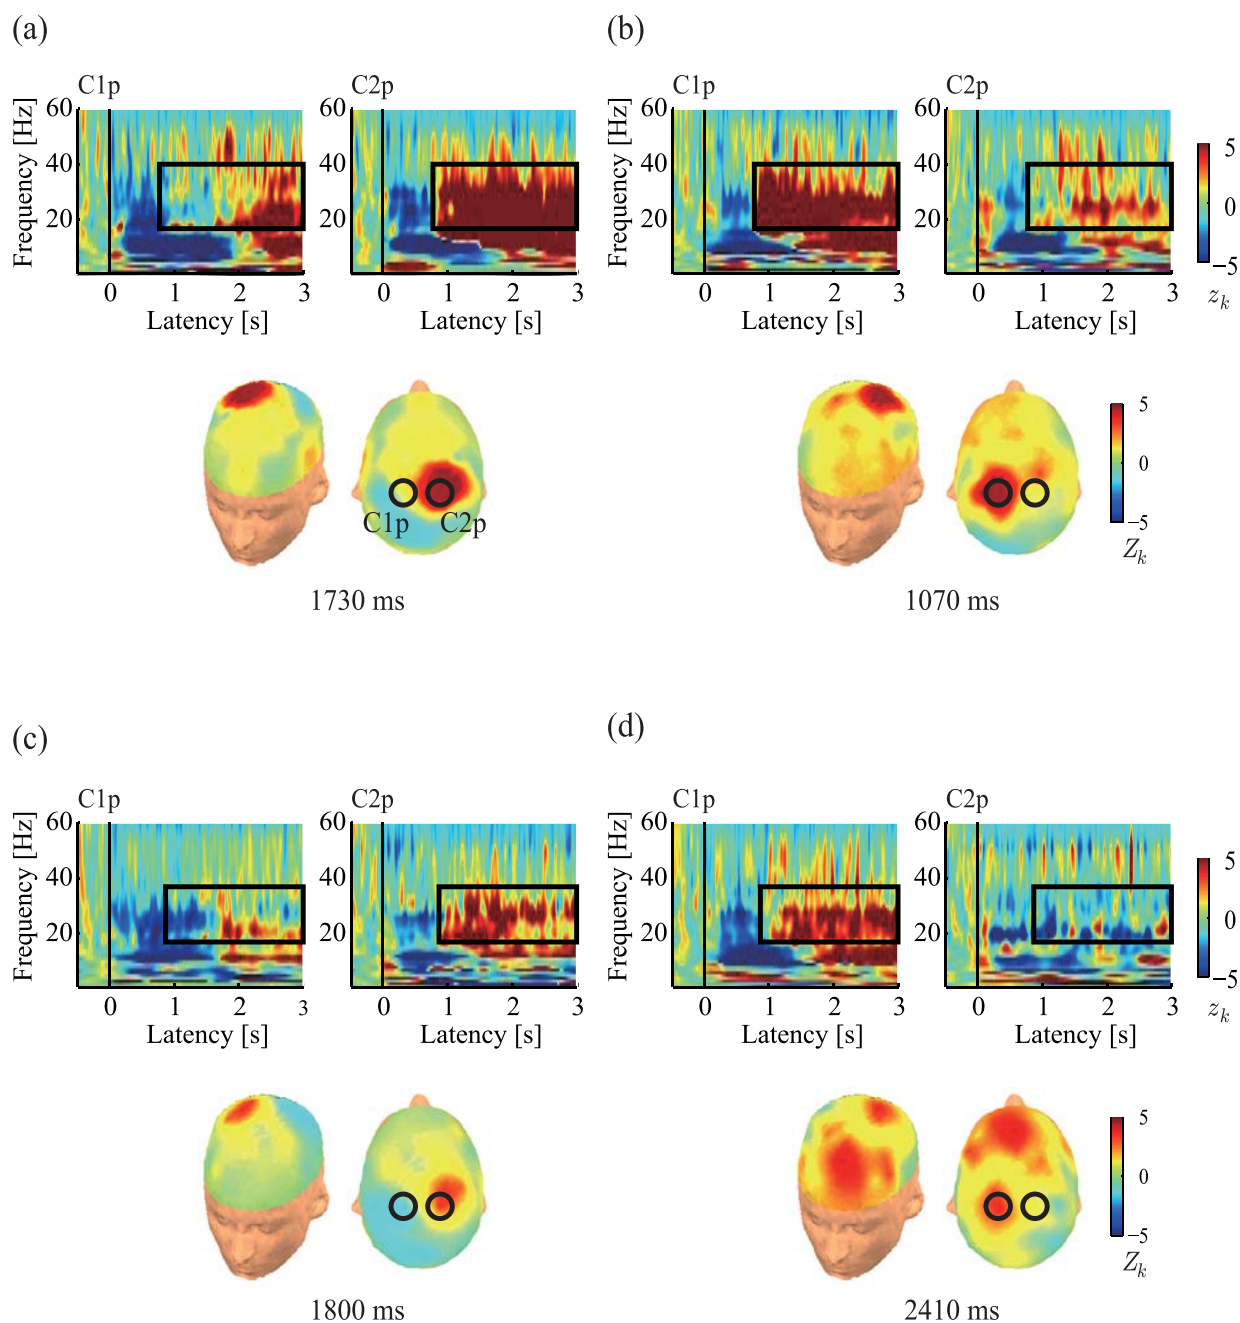 (a)
(b)
C1p
C2p
C1p
C2p
Frequency [Hz]
60
40
20
0 1 2 3
Latency [s]
60
40
20
0 1 2 3
Latency [s]
Frequency [Hz]
60
40
20
0 1 2 3
Latency [s]
60
40
20
0 1 2 3
Latency [s]
5
0
−5
z_k
C1p
C2p
1730 ms
1070 ms
5
0
−5
Z_k
(c)
(d)
C1p
C2p
C1p
C2p
Frequency [Hz]
60
40
20
0 1 2 3
Latency [s]
60
40
20
0 1 2 3
Latency [s]
Frequency [Hz]
60
40
20
0 1 2 3
Latency [s]
60
40
20
0 1 2 3
Latency [s]
5
0
−5
z_k
5
0
−5
Z_k
1800 ms
2410 ms